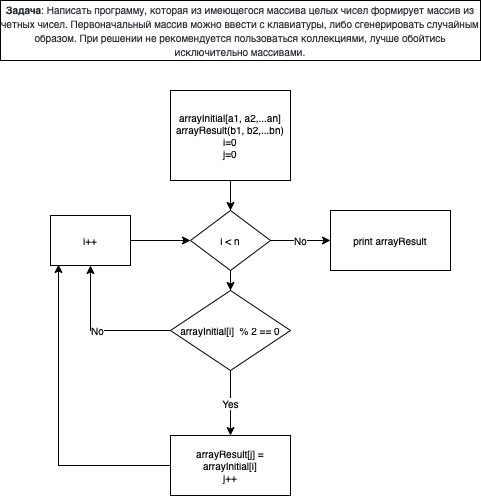 Задача: Написать программу, которая из имеющегося массива целых чисел формирует массив из
четных чисел. Первоначальный массив можно ввести с клавиатуры, либо сгенерировать случайным
образом. При решении не рекомендуется пользоваться коллекциями, лучше обойтись
исключительно массивами.
arrayInitial[a1, a2,...an]
arrayResult(b1, b2,...bn)
i=0
j=0
i++
i < n
No
print arrayResult
No
arrayInitial[i] % 2 == 0
Yes
arrayResult[j] =
arrayInitial[i]
j++